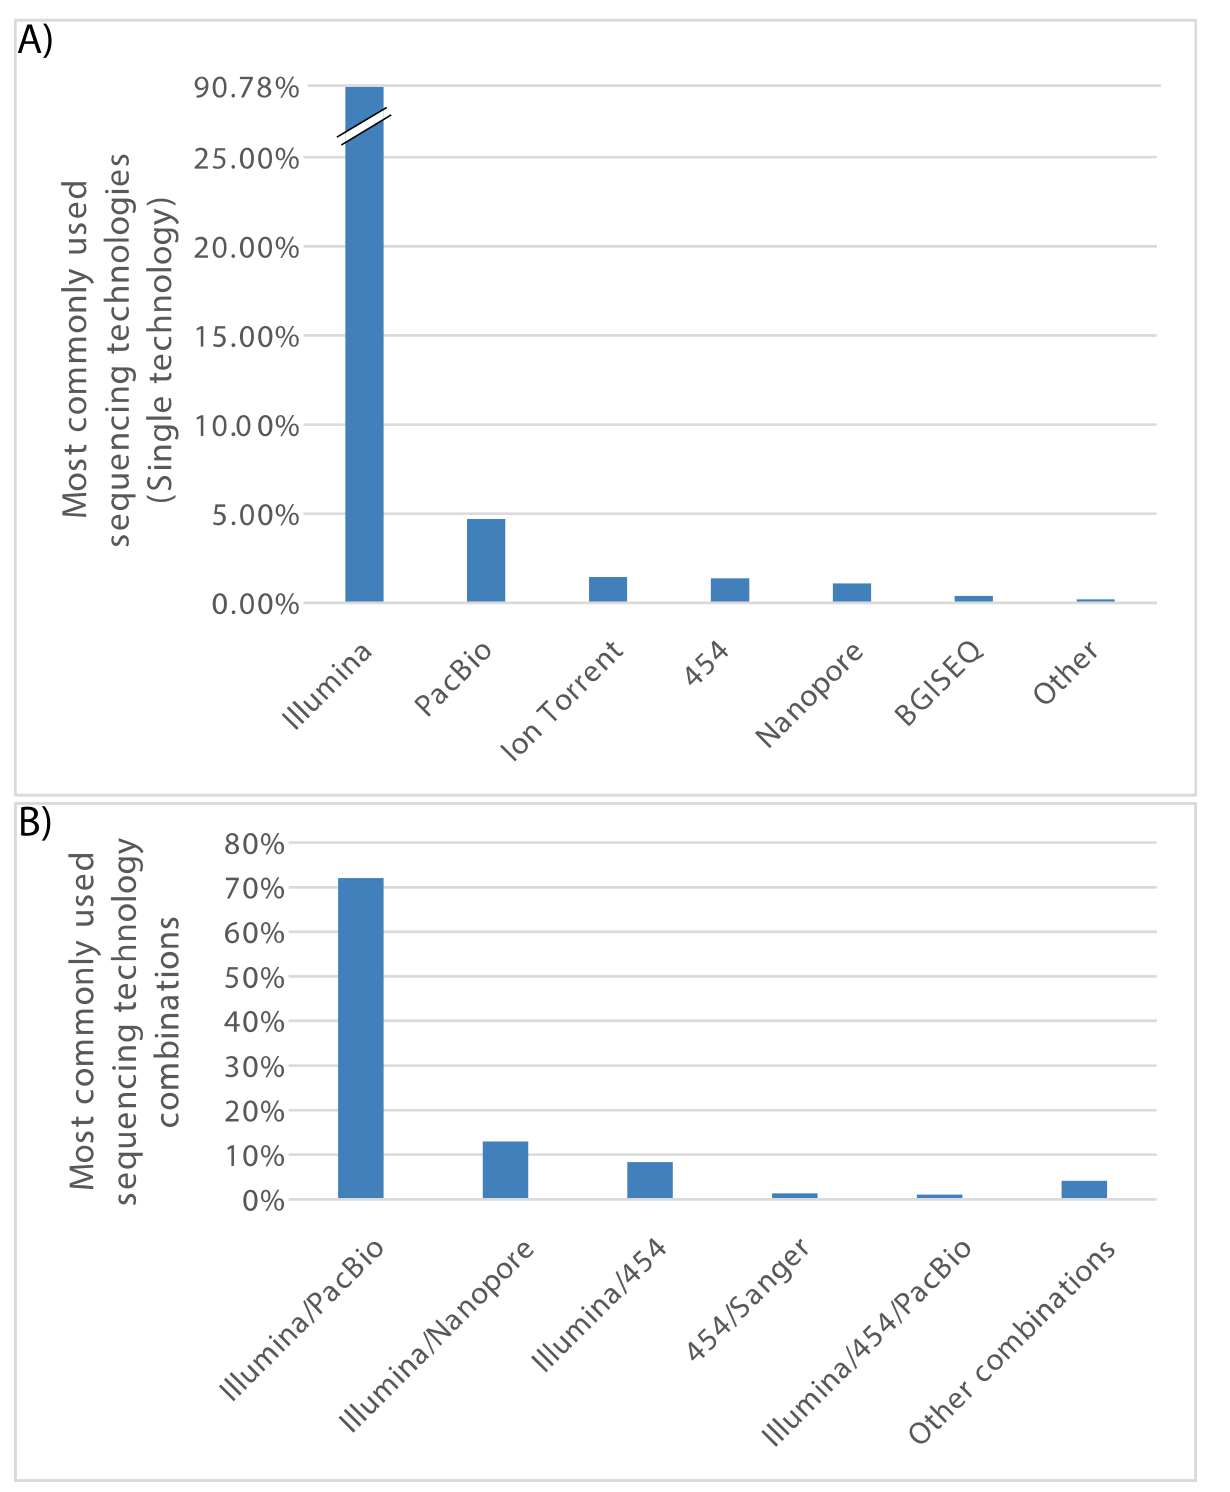 A)
90.78%
25.00%
20.00%
15.00%
10.00%
5.00%
0.00%
Most commonly used
sequencing technologies
(Single technology)
Illumina
PacBio
Ion Torrent
454
Nanopore
BGISEQ
Other
B)
80%
70%
60%
50%
40%
30%
20%
10%
0%
Most commonly used
sequencing technology
combinations
Illumina/PacBio
Illumina/Nanopore
Illumina/454
454/Sanger
Illumina/454/PacBio
Other combinations